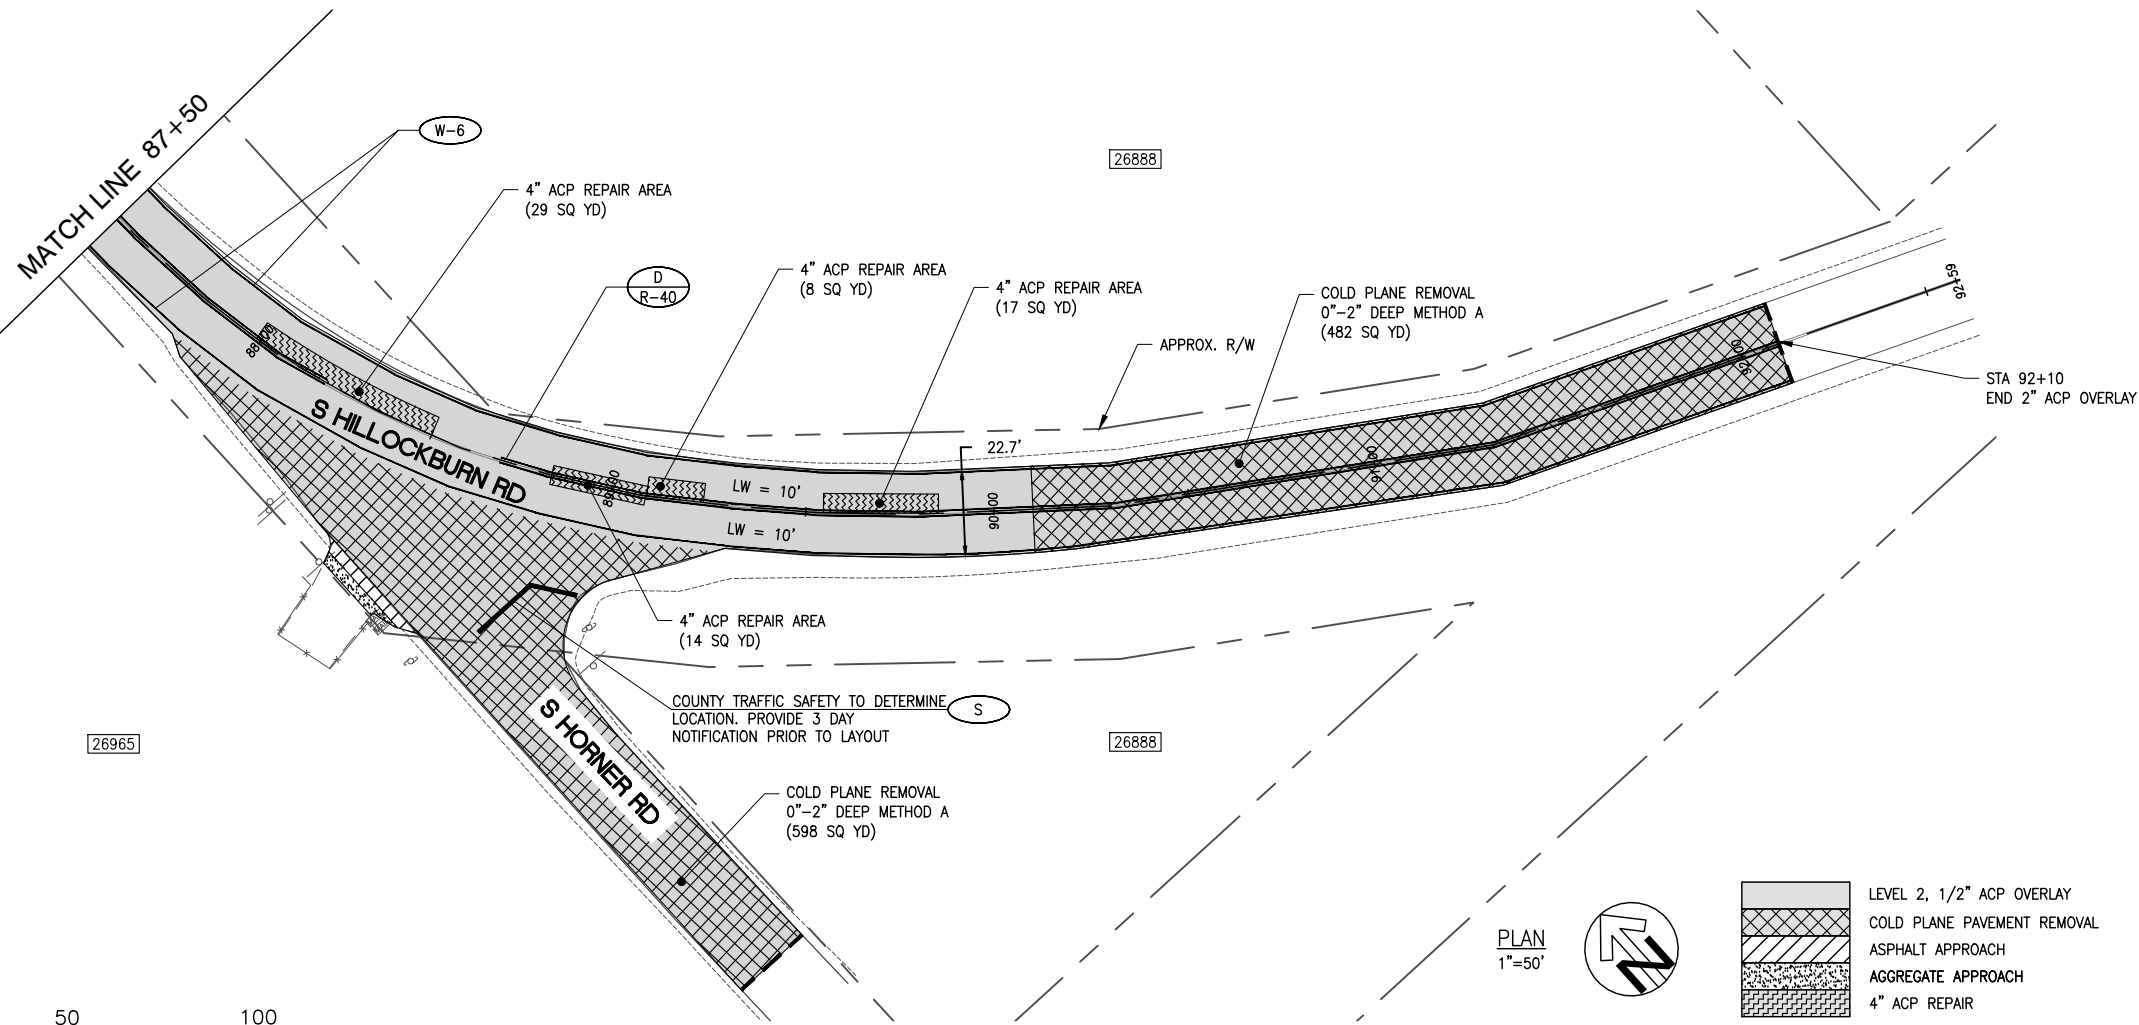 MATCH LINE 87+50
W-6
26888
4" ACP REPAIR AREA
(29 SQ YD)
D
R-40
4" ACP REPAIR AREA
(8 SQ YD)
4" ACP REPAIR AREA
(17 SQ YD)
COLD PLANE REMOVAL
0"-2" DEEP METHOD A
(482 SQ YD)
APPROX. R/W
92+59
STA 92+10
END 2" ACP OVERLAY
S HILLOCKBURN RD
22.7'
LW = 10'
LW = 10'
90+00
91+00
92+00
4" ACP REPAIR AREA
(14 SQ YD)
COUNTY TRAFFIC SAFETY TO DETERMINE
LOCATION. PROVIDE 3 DAY
NOTIFICATION PRIOR TO LAYOUT
S
26965
26888
S HORNER RD
COLD PLANE REMOVAL
0"-2" DEEP METHOD A
(598 SQ YD)
PLAN
1"=50'
N
LEVEL 2, 1/2" ACP OVERLAY
COLD PLANE PAVEMENT REMOVAL
ASPHALT APPROACH
AGGREGATE APPROACH
4" ACP REPAIR
50
100